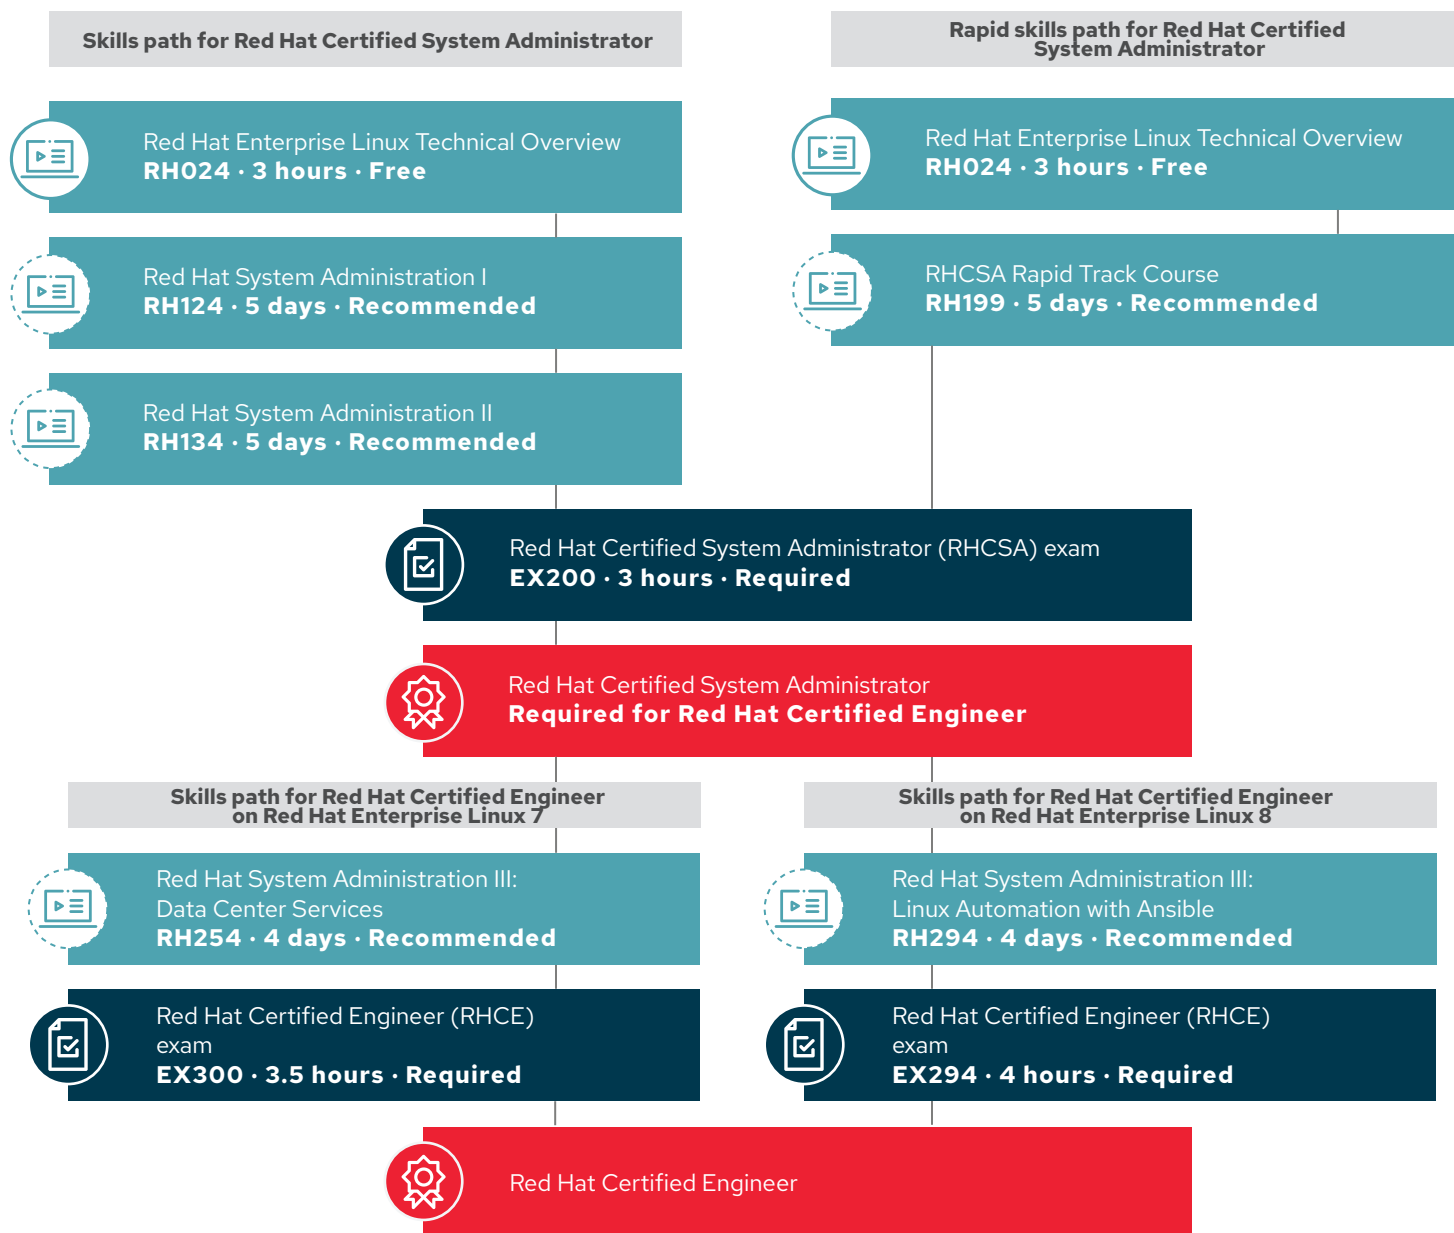 Skills path for Red Hat Certified System Administrator
Red Hat Enterprise Linux Technical Overview
RH024 · 3 hours · Free
Red Hat System Administration I
RH124 · 5 days · Recommended
Red Hat System Administration II
RH134 · 5 days · Recommended
Rapid skills path for Red Hat Certified
System Administrator
Red Hat Enterprise Linux Technical Overview
RH024 · 3 hours · Free
RHCSA Rapid Track Course
RH199 · 5 days · Recommended
Red Hat Certified System Administrator (RHCSA) exam
EX200 · 3 hours · Required
Red Hat Certified System Administrator
Required for Red Hat Certified Engineer
Skills path for Red Hat Certified Engineer
on Red Hat Enterprise Linux 7
Red Hat System Administration III:
Data Center Services
RH254 · 4 days · Recommended
Red Hat Certified Engineer (RHCE)
exam
EX300 · 3.5 hours · Required
Skills path for Red Hat Certified Engineer
on Red Hat Enterprise Linux 8
Red Hat System Administration III:
Linux Automation with Ansible
RH294 · 4 days · Recommended
Red Hat Certified Engineer (RHCE)
exam
EX294 · 4 hours · Required
Red Hat Certified Engineer